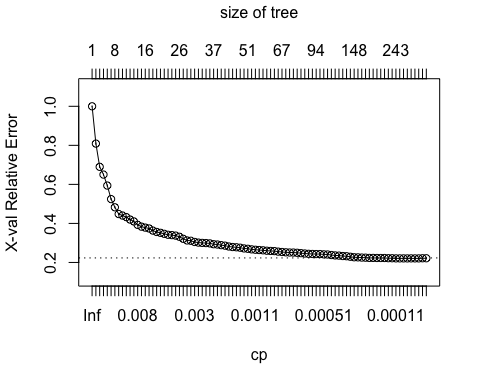 size of tree
1 8 16 26 37 51 67 94 148 243
X-val Relative Error
1.0
0.8
0.6
0.4
0.2
Inf 0.008 0.003 0.0011 0.00051 0.00011
cp